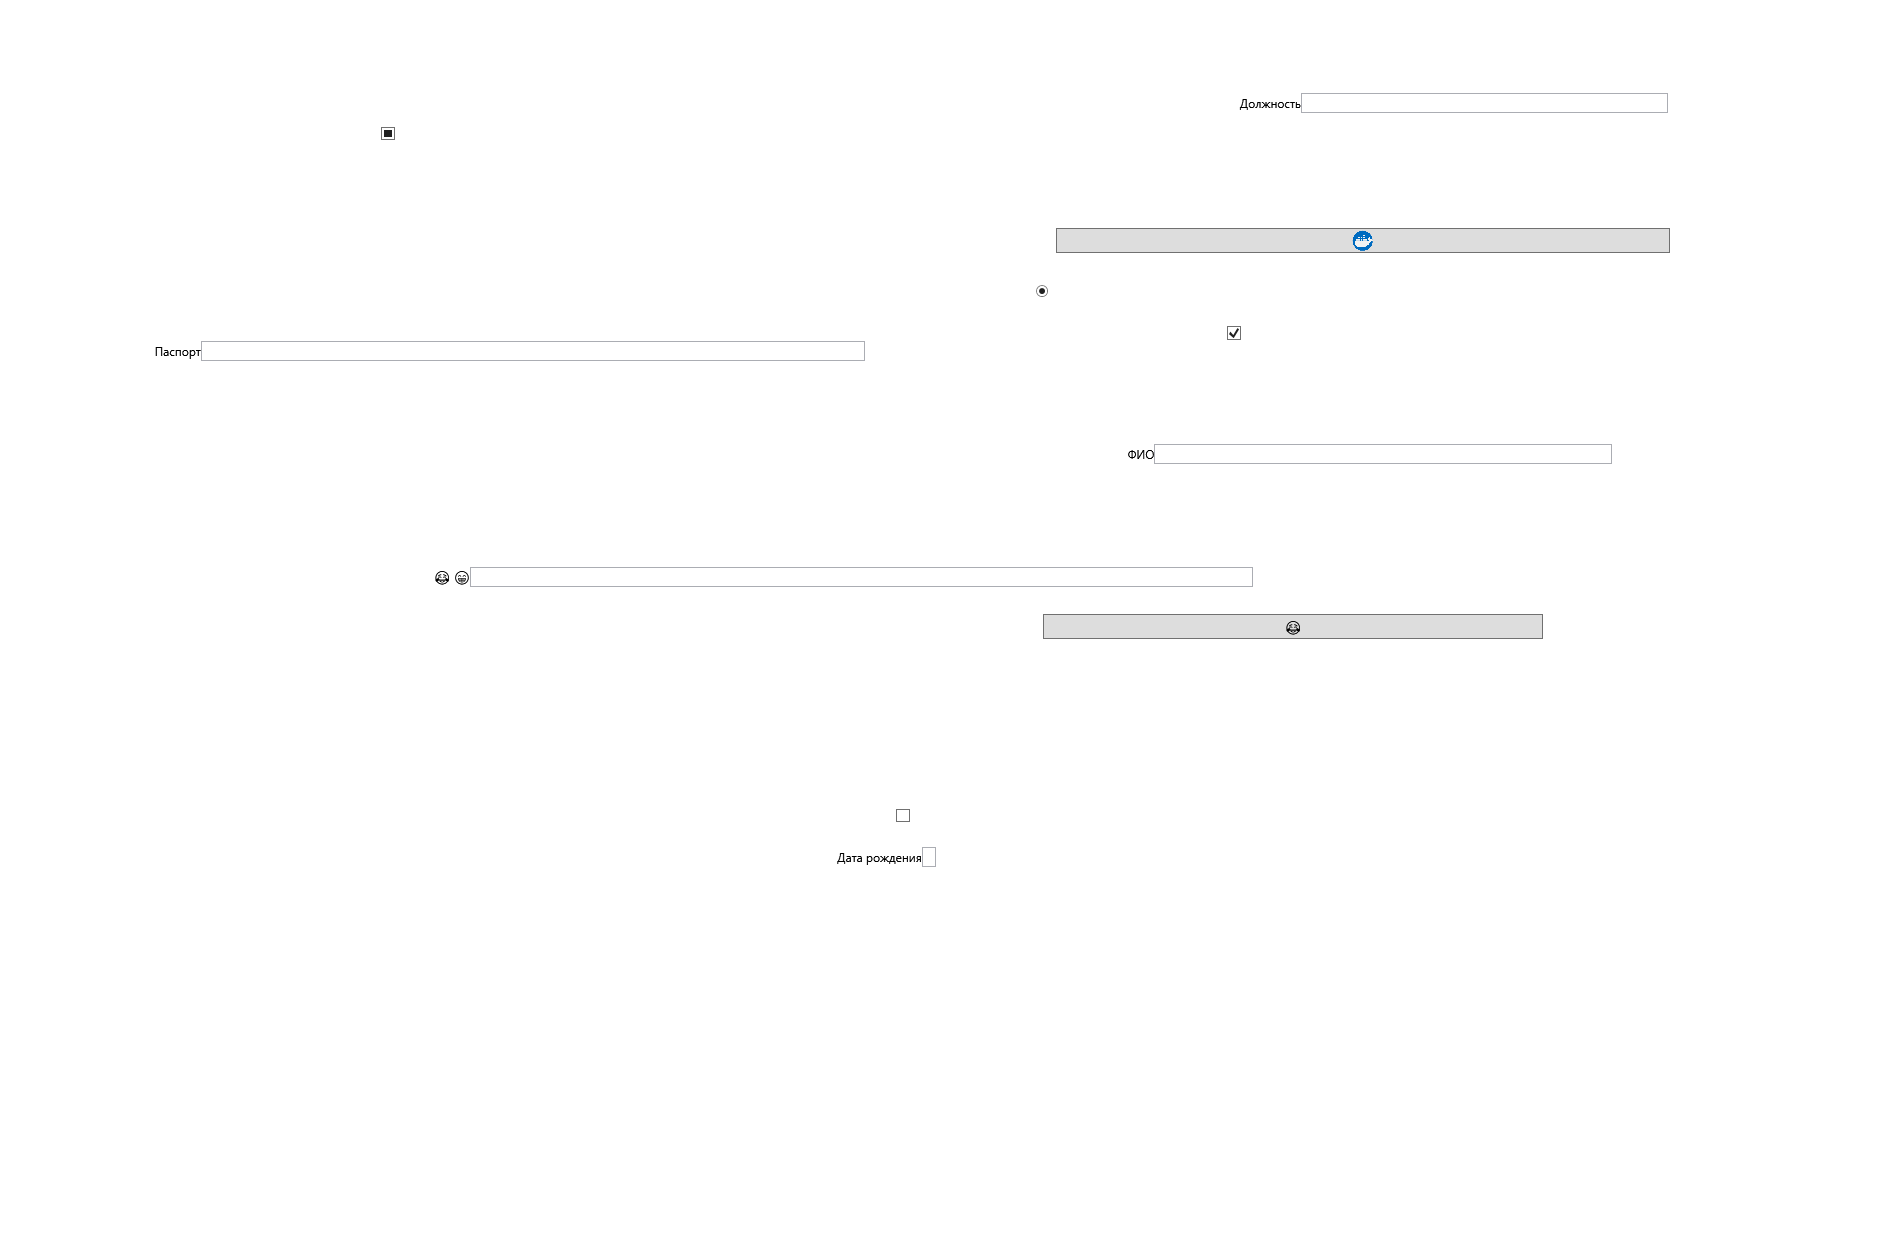 Должность
Паспорт
ФИО
😂 😁
😂
Дата рождения